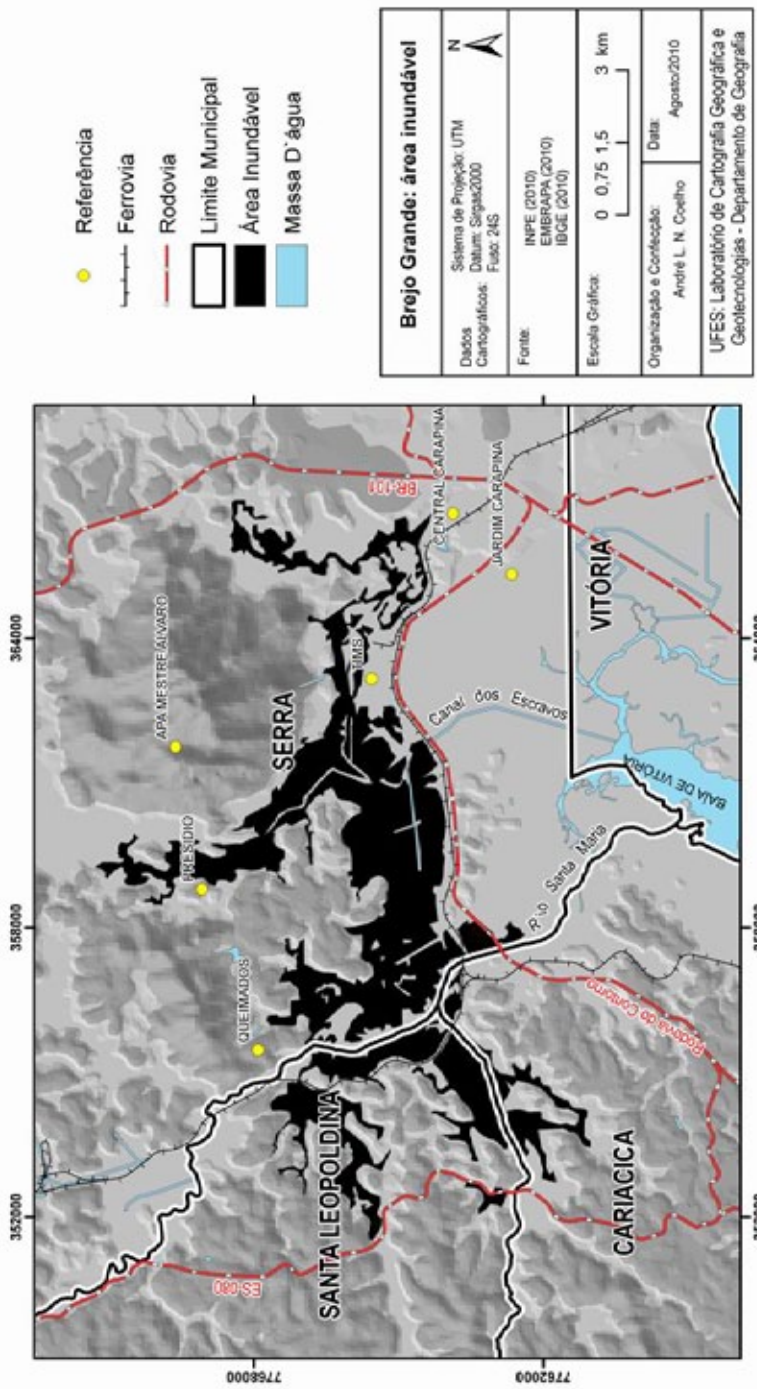 364000
358000
352000
7768000
7762000
APA MESTRE ALVARO
PRESIDIO
QUEIMADOS
SERRA
TIMS
CENTRAL CARAPINA
BR-101
JARDIM CARAPINA
VITÓRIA
Canal dos Escravos
BAÍA DE VITÓRIA
Rio Santa Maria
Rodovia do Contorno
SANTA LEOPOLDINA
CARIACICA
ES-080
Referência
Ferrovia
Rodovia
Limite Municipal
Área Inundável
Massa D´água
Brejo Grande: área inundável
Dados
Cartográficos:
Sistema de Projeção: UTM
Datum: Sirgas2000
Fuso: 24S
N
Fonte:
INPE (2010)
EMBRAPA (2010)
IBGE (2010)
Escala Gráfica:
0 0,75 1,5 3 km
Organização e Confecção:
André L. N. Coelho
Data:
Agosto/2010
UFES: Laboratório de Cartografia Geográfica e
Geotecnologias - Departamento de Geografia